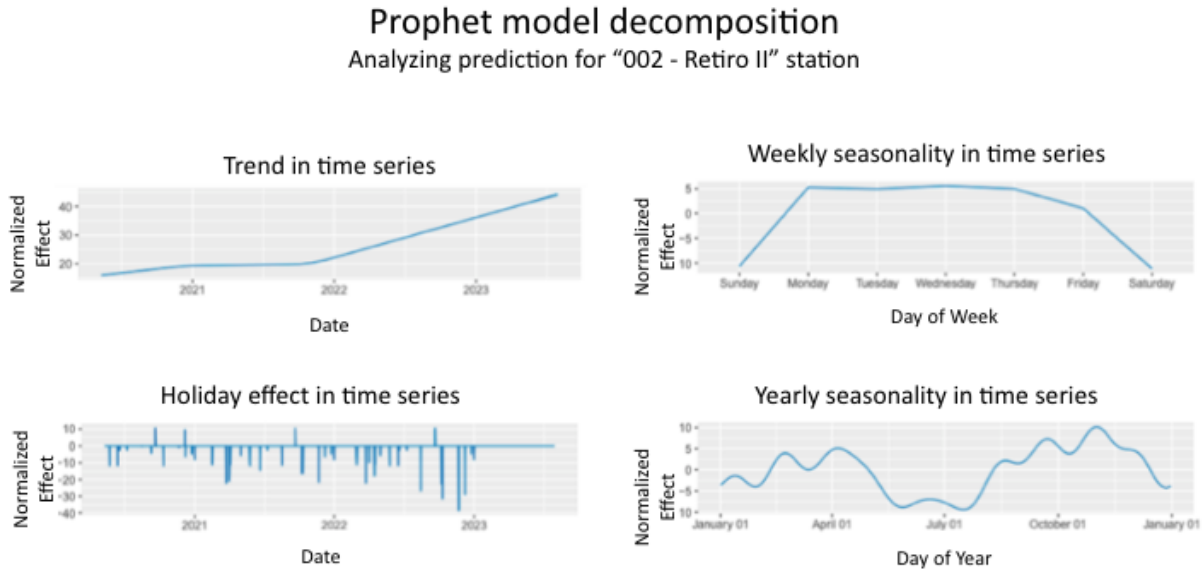 Prophet model decomposition
Analyzing prediction for “002 - Retiro II” station
Trend in time series
Normalized
Effect
40
30
20
2021
2022
2023
Date
Weekly seasonality in time series
Normalized
Effect
5
0
-5
10
Sunday
Monday
Tuesday
Wednesday
Thursday
Friday
Saturday
Day of Week
Holiday effect in time series
Normalized
Effect
10
0
-10
-20
-30
-40
2021
2022
2023
Date
Yearly seasonality in time series
Normalized
Effect
10
5
0
-5
10
January 01
April 01
July 01
October 01
January 01
Day of Year